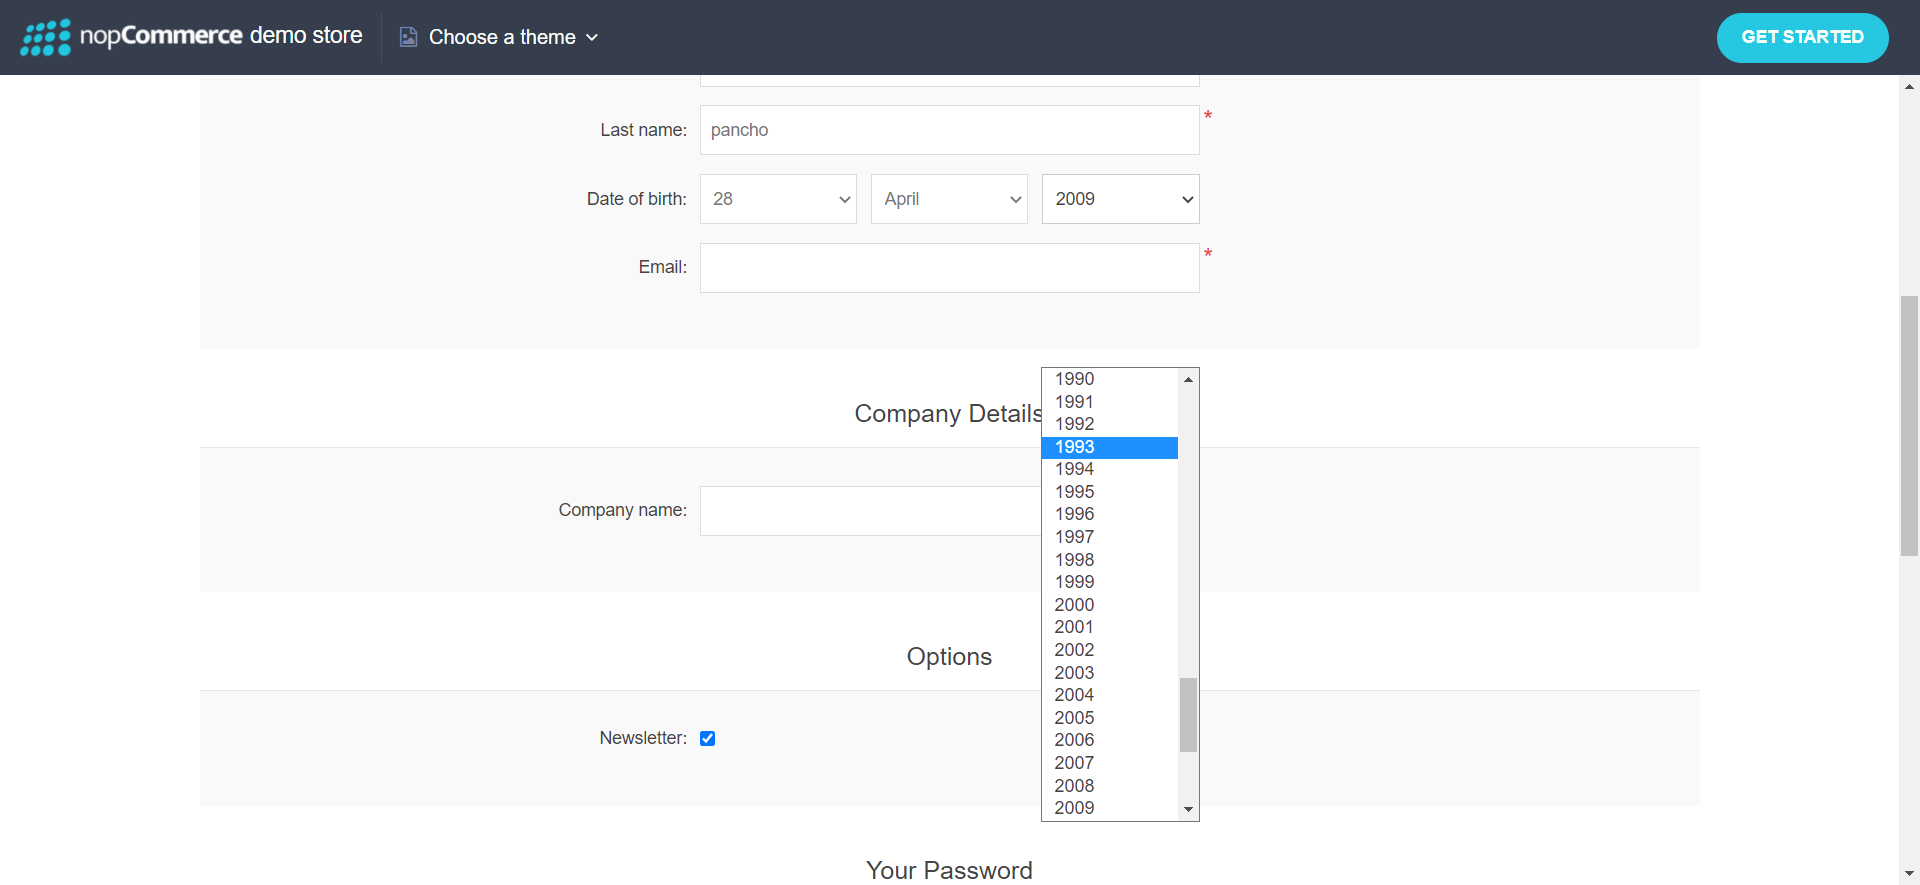 nopCommerce demo store
Choose a theme
GET STARTED
Last name: pancho *
Date of birth: 28 April 2009
Email: *
Company Details
Company name:
Options
Newsletter:
1990
1991
1992
1993
1994
1995
1996
1997
1998
1999
2000
2001
2002
2003
2004
2005
2006
2007
2008
2009
Your Password